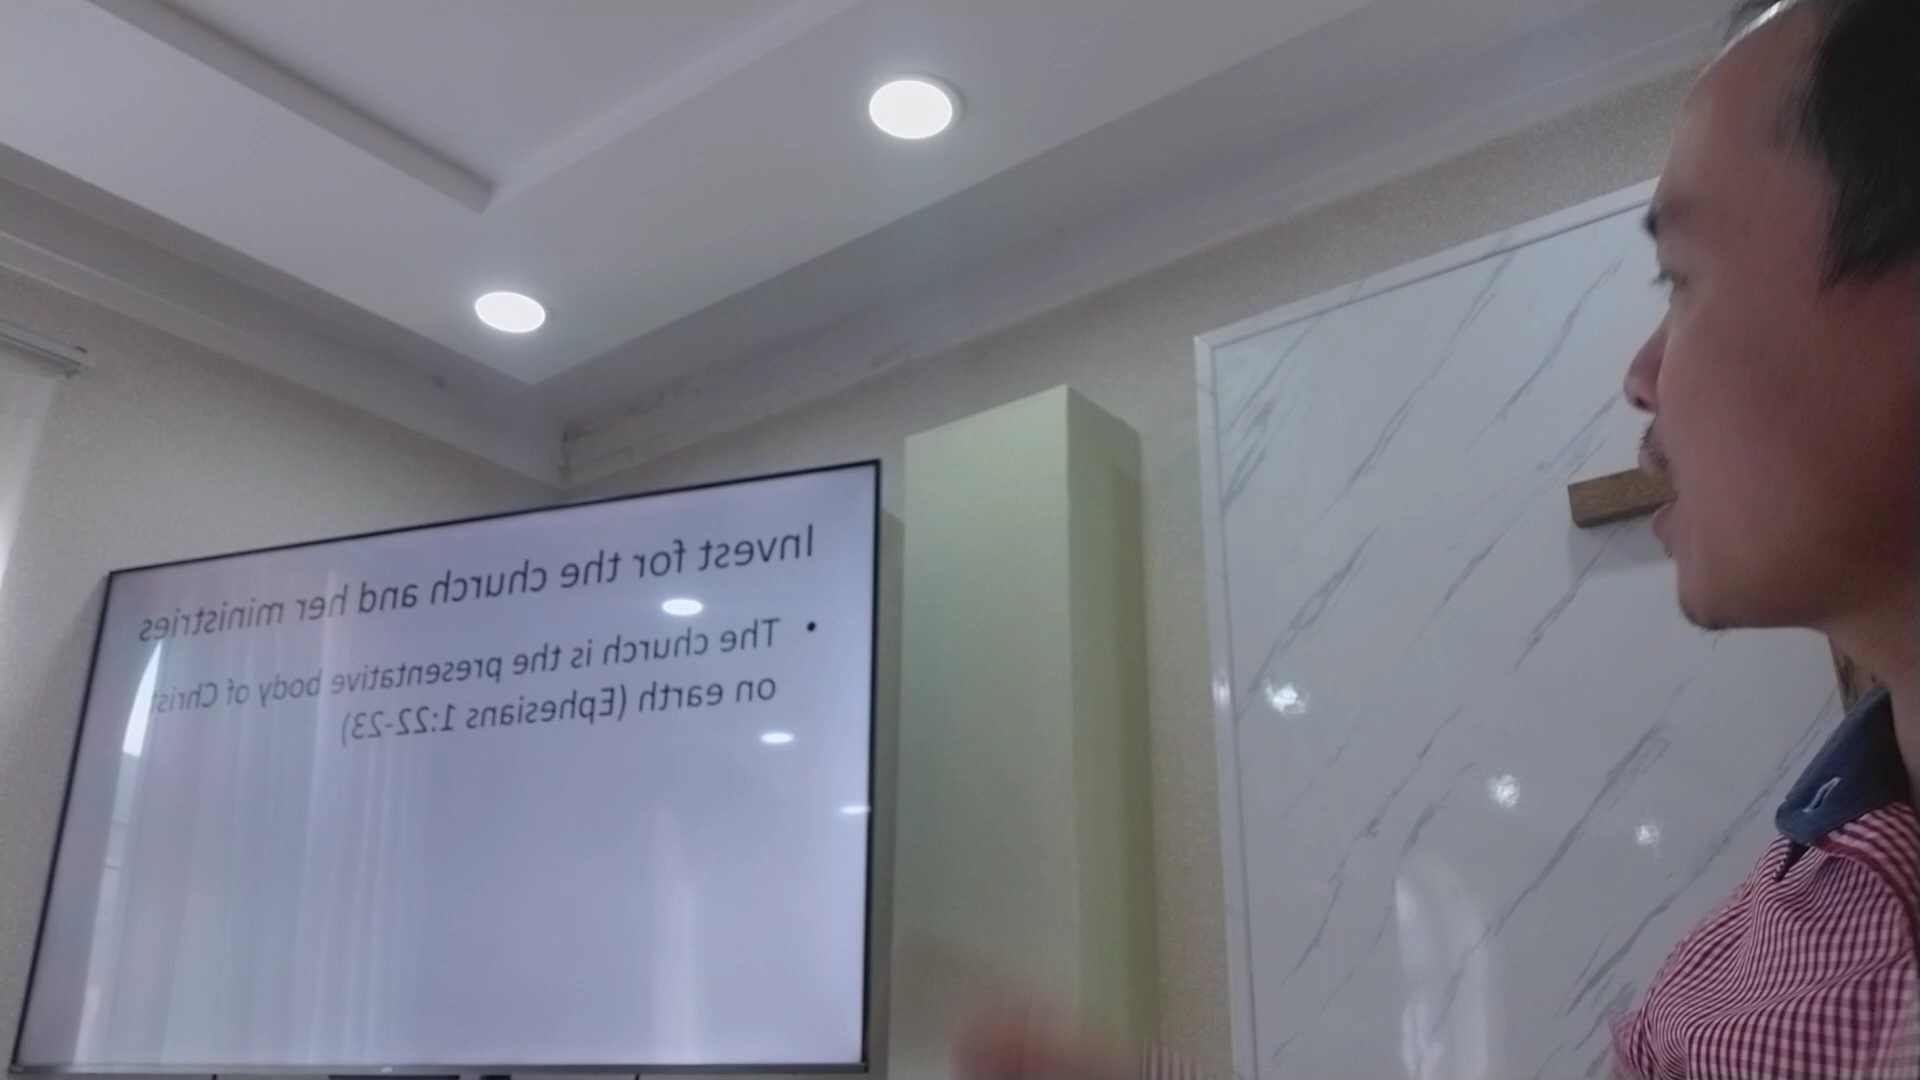 Invest for the church and her ministries
• The church is the presentative body of Christ
on earth (Ephesians 1:22-23)